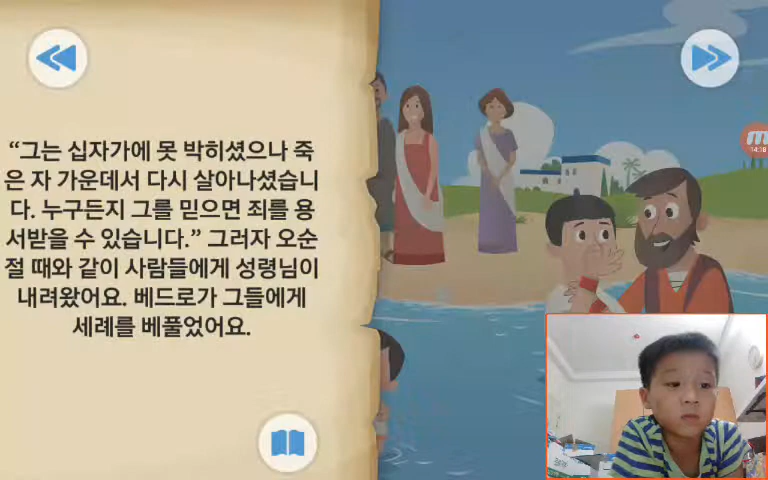 “그는 십자가에 못 박히셨으나 죽
은 자 가운데서 다시 살아나셨습니
다. 누구든지 그를 믿으면 죄를 용
서받을 수 있습니다.” 그러자 오순
절 때와 같이 사람들에게 성령님이
내려왔어요. 베드로가 그들에게
세례를 베풀었어요.
14:18